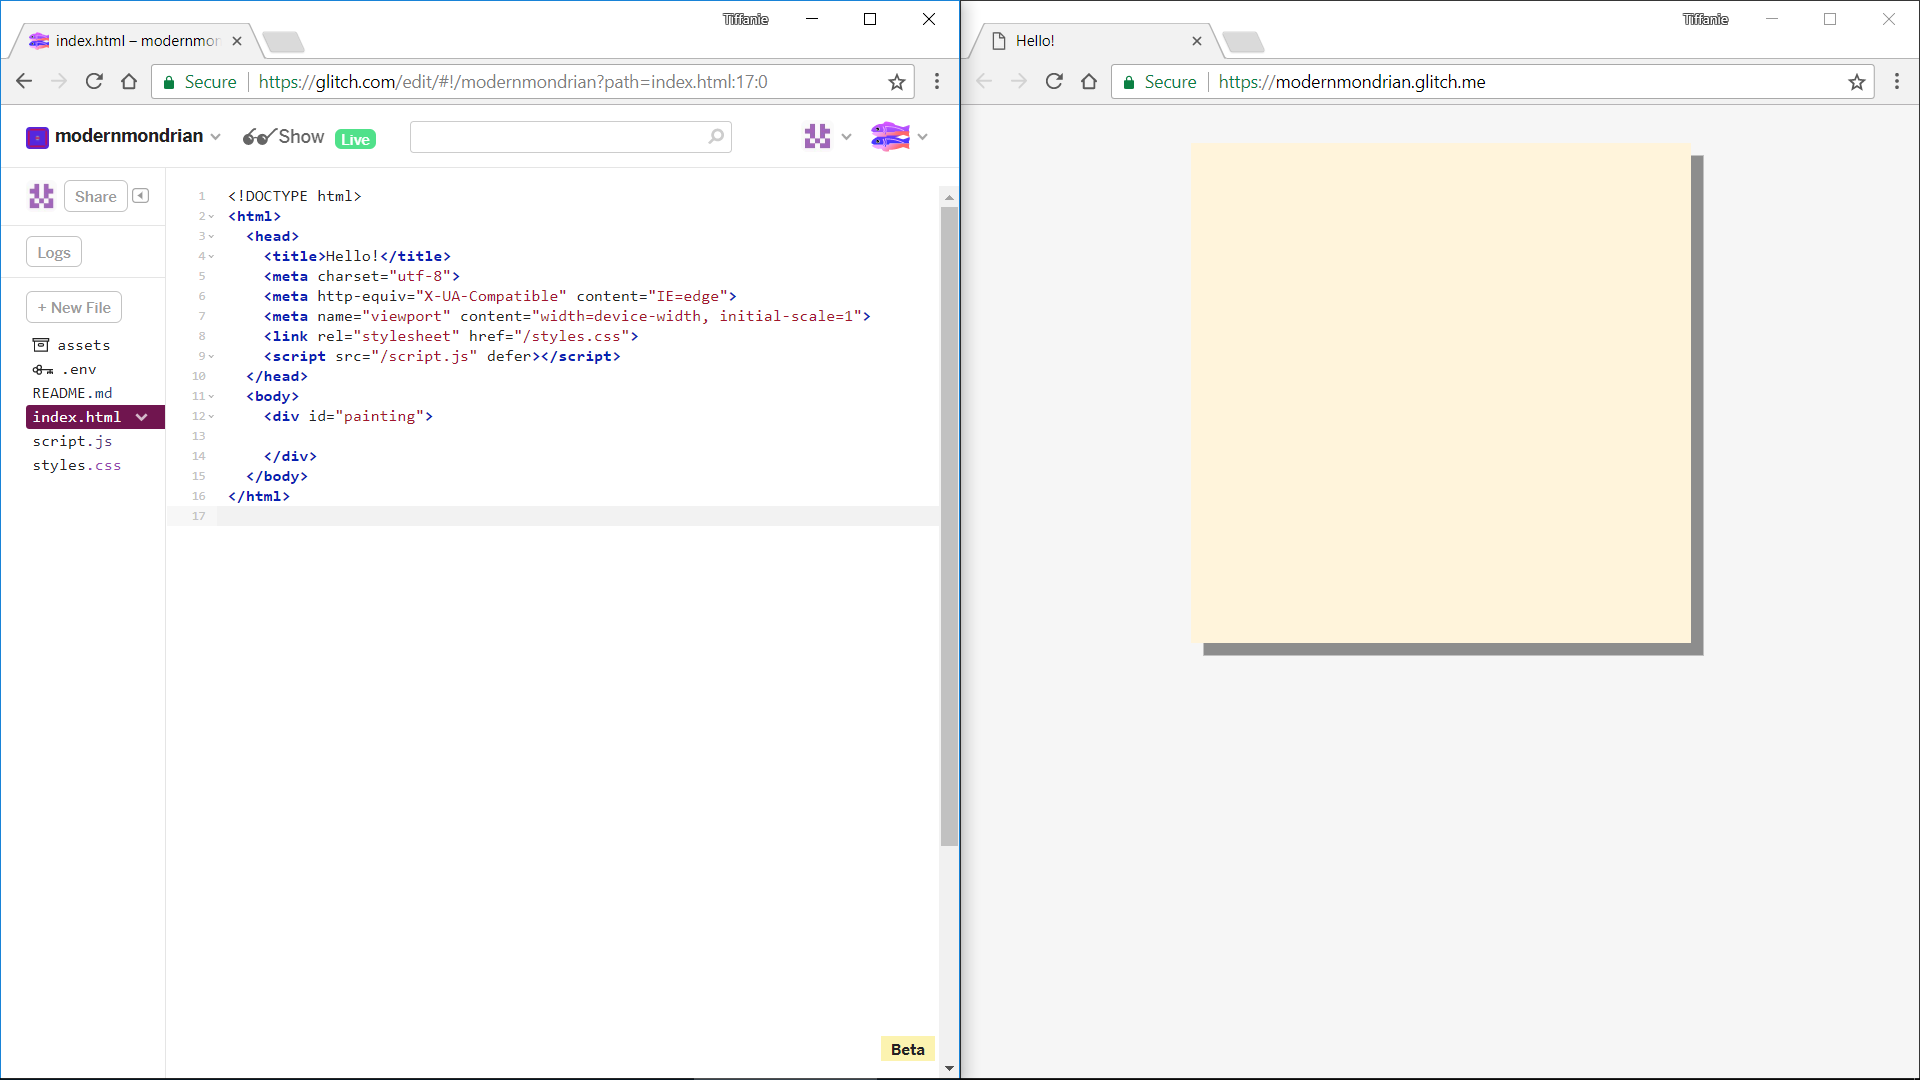 Tiffanie
index.html – modernmon
Secure
https://glitch.com/edit/#!/modernmondrian?path=index.html:17:0
modernmondrian
Show
Live
Share
Logs
+ New File
assets
.env
README.md
index.html
script.js
styles.css
1 <!DOCTYPE html>
2 <html>
3 <head>
4 <title>Hello!</title>
5 <meta charset="utf-8">
6 <meta http-equiv="X-UA-Compatible" content="IE=edge">
7 <meta name="viewport" content="width=device-width, initial-scale=1">
8 <link rel="stylesheet" href="/styles.css">
9 <script src="/script.js" defer></script>
10 </head>
11 <body>
12 <div id="painting">
13
14 </div>
15 </body>
16 </html>
17
Beta
Tiffanie
Hello!
Secure
https://modernmondrian.glitch.me